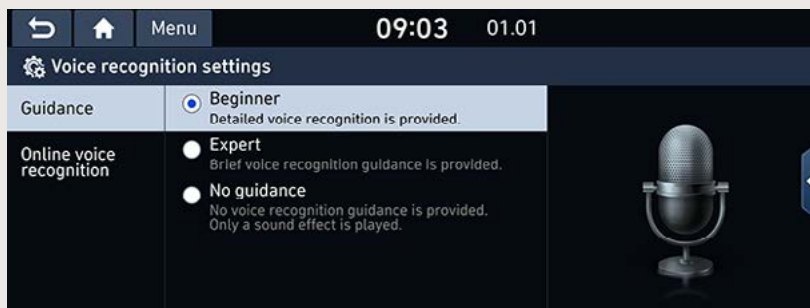 Menu
09:03
01.01
Voice recognition settings
Guidance
Beginner
Detailed voice recognition is provided.
Online voice
recognition
Expert
Brief voice recognition guidance is provided.
No guidance
No voice recognition guidance is provided.
Only a sound effect is played.